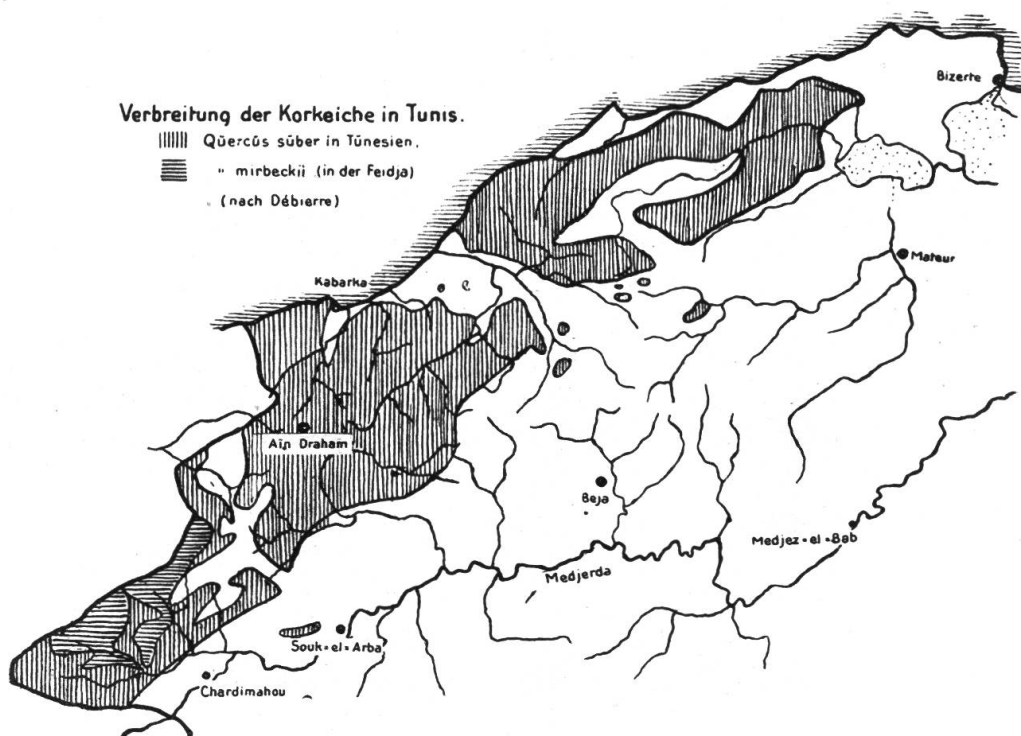 Verbreitung der Korkeiche in Tunis.
Qüercûs süber in Tünesien.
" mirbeckii (in der Feidja)
(nach Débierre)
Bizerte
Mateur
Kabarka
Aïn Draham
Beja
Medjez-el-Bab
Medjerda
Souk-el-Arba
Chardimahou